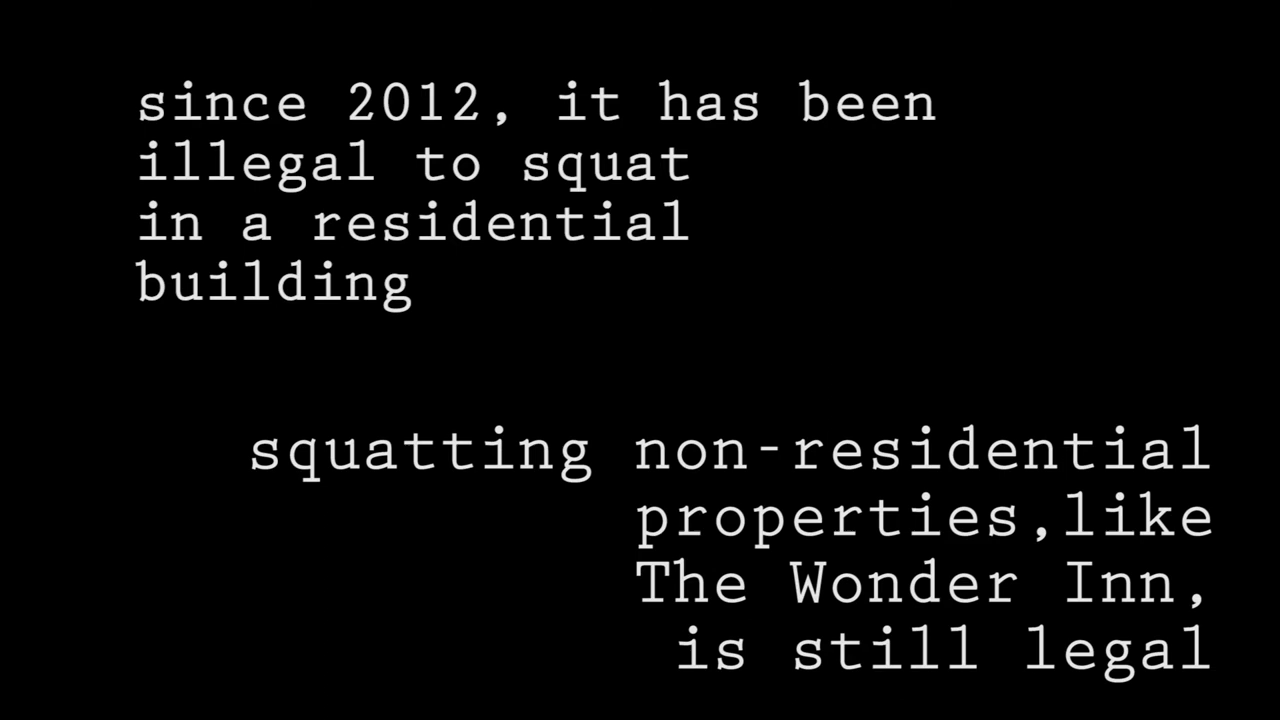 since 2012, it has been
illegal to squat
in a residential
building
squatting non-residential
properties,like
The Wonder Inn,
is still legal